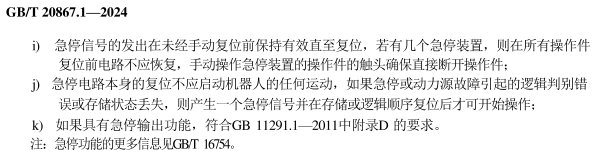 GB/T 20867.1—2024
i) 急停信号的发出在未经手动复位前保持有效直至复位，若有几个急停装置，则在所有操作件
复位前电路不应恢复，手动操作急停装置的操作件的触头确保直接断开操作件；
j) 急停电路本身的复位不应启动机器人的任何运动，如果急停或动力源故障引起的逻辑判别错
误或存储状态丢失，则产生一个急停信号并在存储或逻辑顺序复位后才可开始操作；
k) 如果具有急停输出功能，符合GB 11291.1—2011中附录D 的要求。
注：急停功能的更多信息见GB/T 16754。